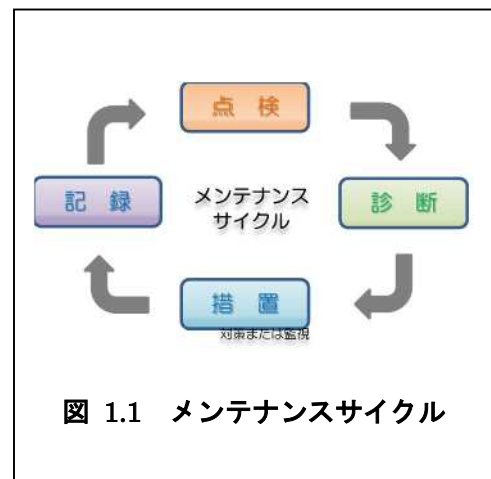 点 検
記 録
メンテナンス
サイクル
診 断
措 置
対策または監視
図 1.1 メンテナンスサイクル